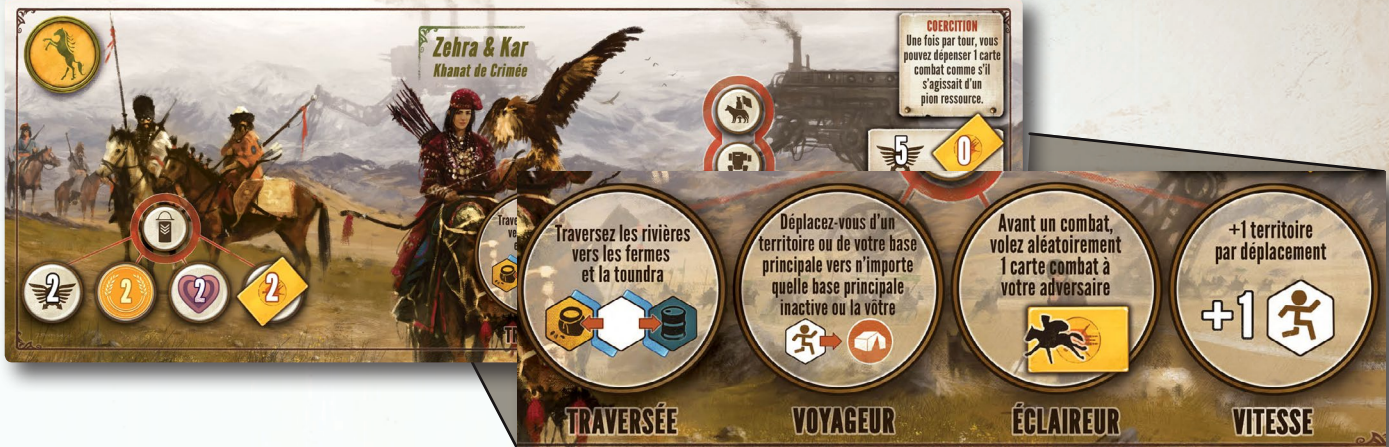 Zehra & Kar
Khanat de Crimée
COERCITION
Une fois par tour, vous
pouvez dépenser 1 carte
combat comme s'il
s'agissait d'un
pion ressource.
5
0
2
2
2
2
Traversez les rivières
vers les fermes
et la toundra
TRAVERSÉE
Déplacez-vous d'un
territoire ou de votre base
principale vers n'importe
quelle base principale
inactive ou la vôtre
VOYAGEUR
Avant un combat,
volez aléatoirement
1 carte combat à
votre adversaire
ÉCLAIREUR
+1 territoire
par déplacement
+1
VITESSE